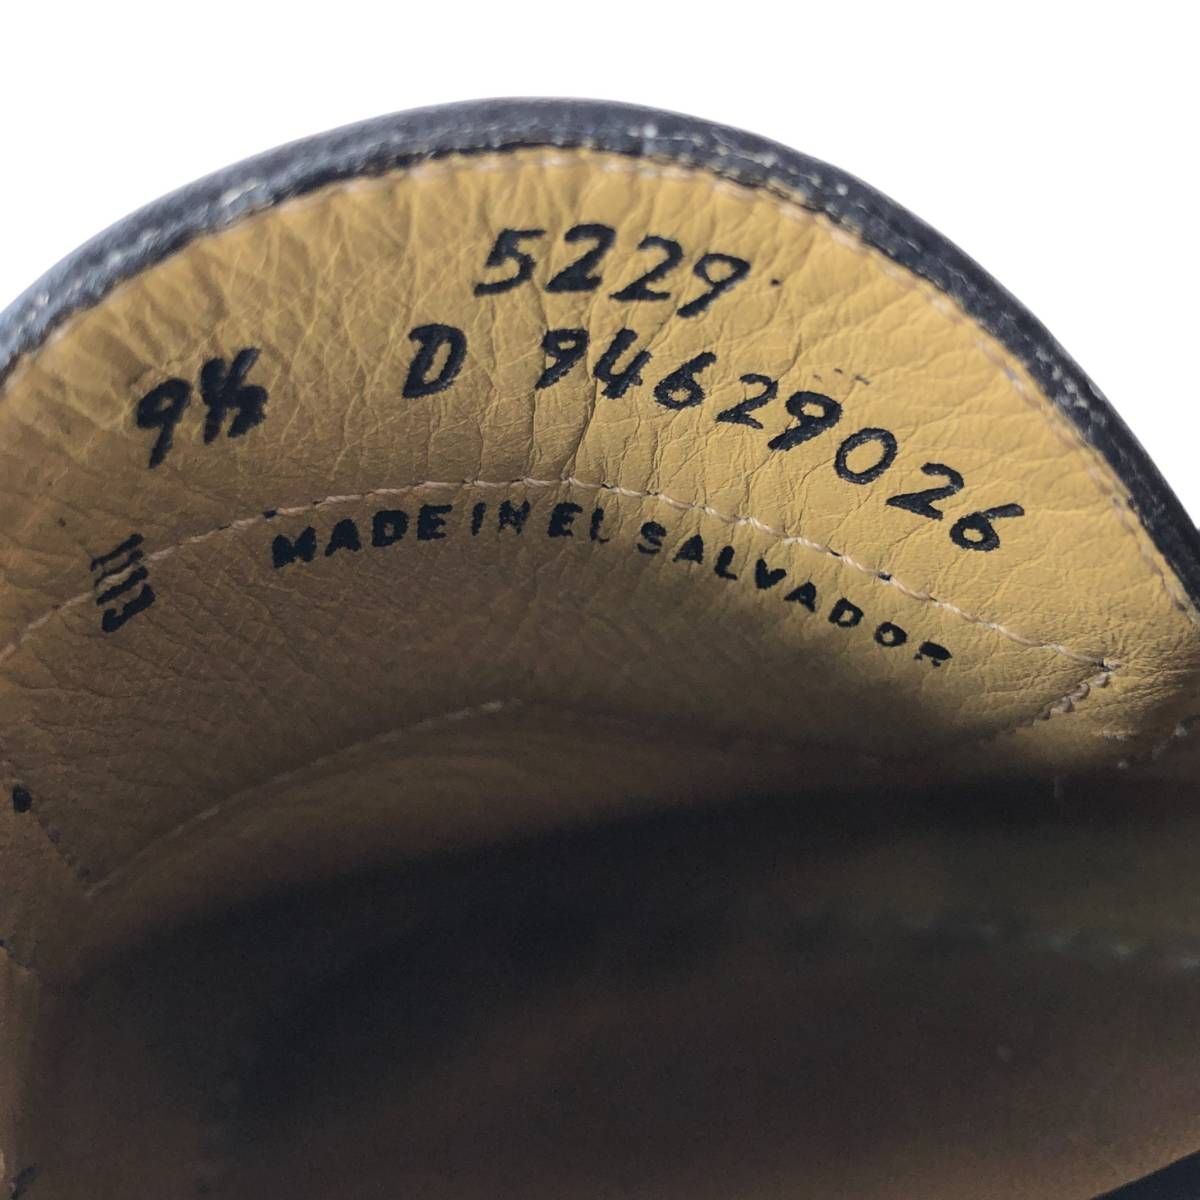 5229
9½ D 94629026
MADE IN EL SALVADOR